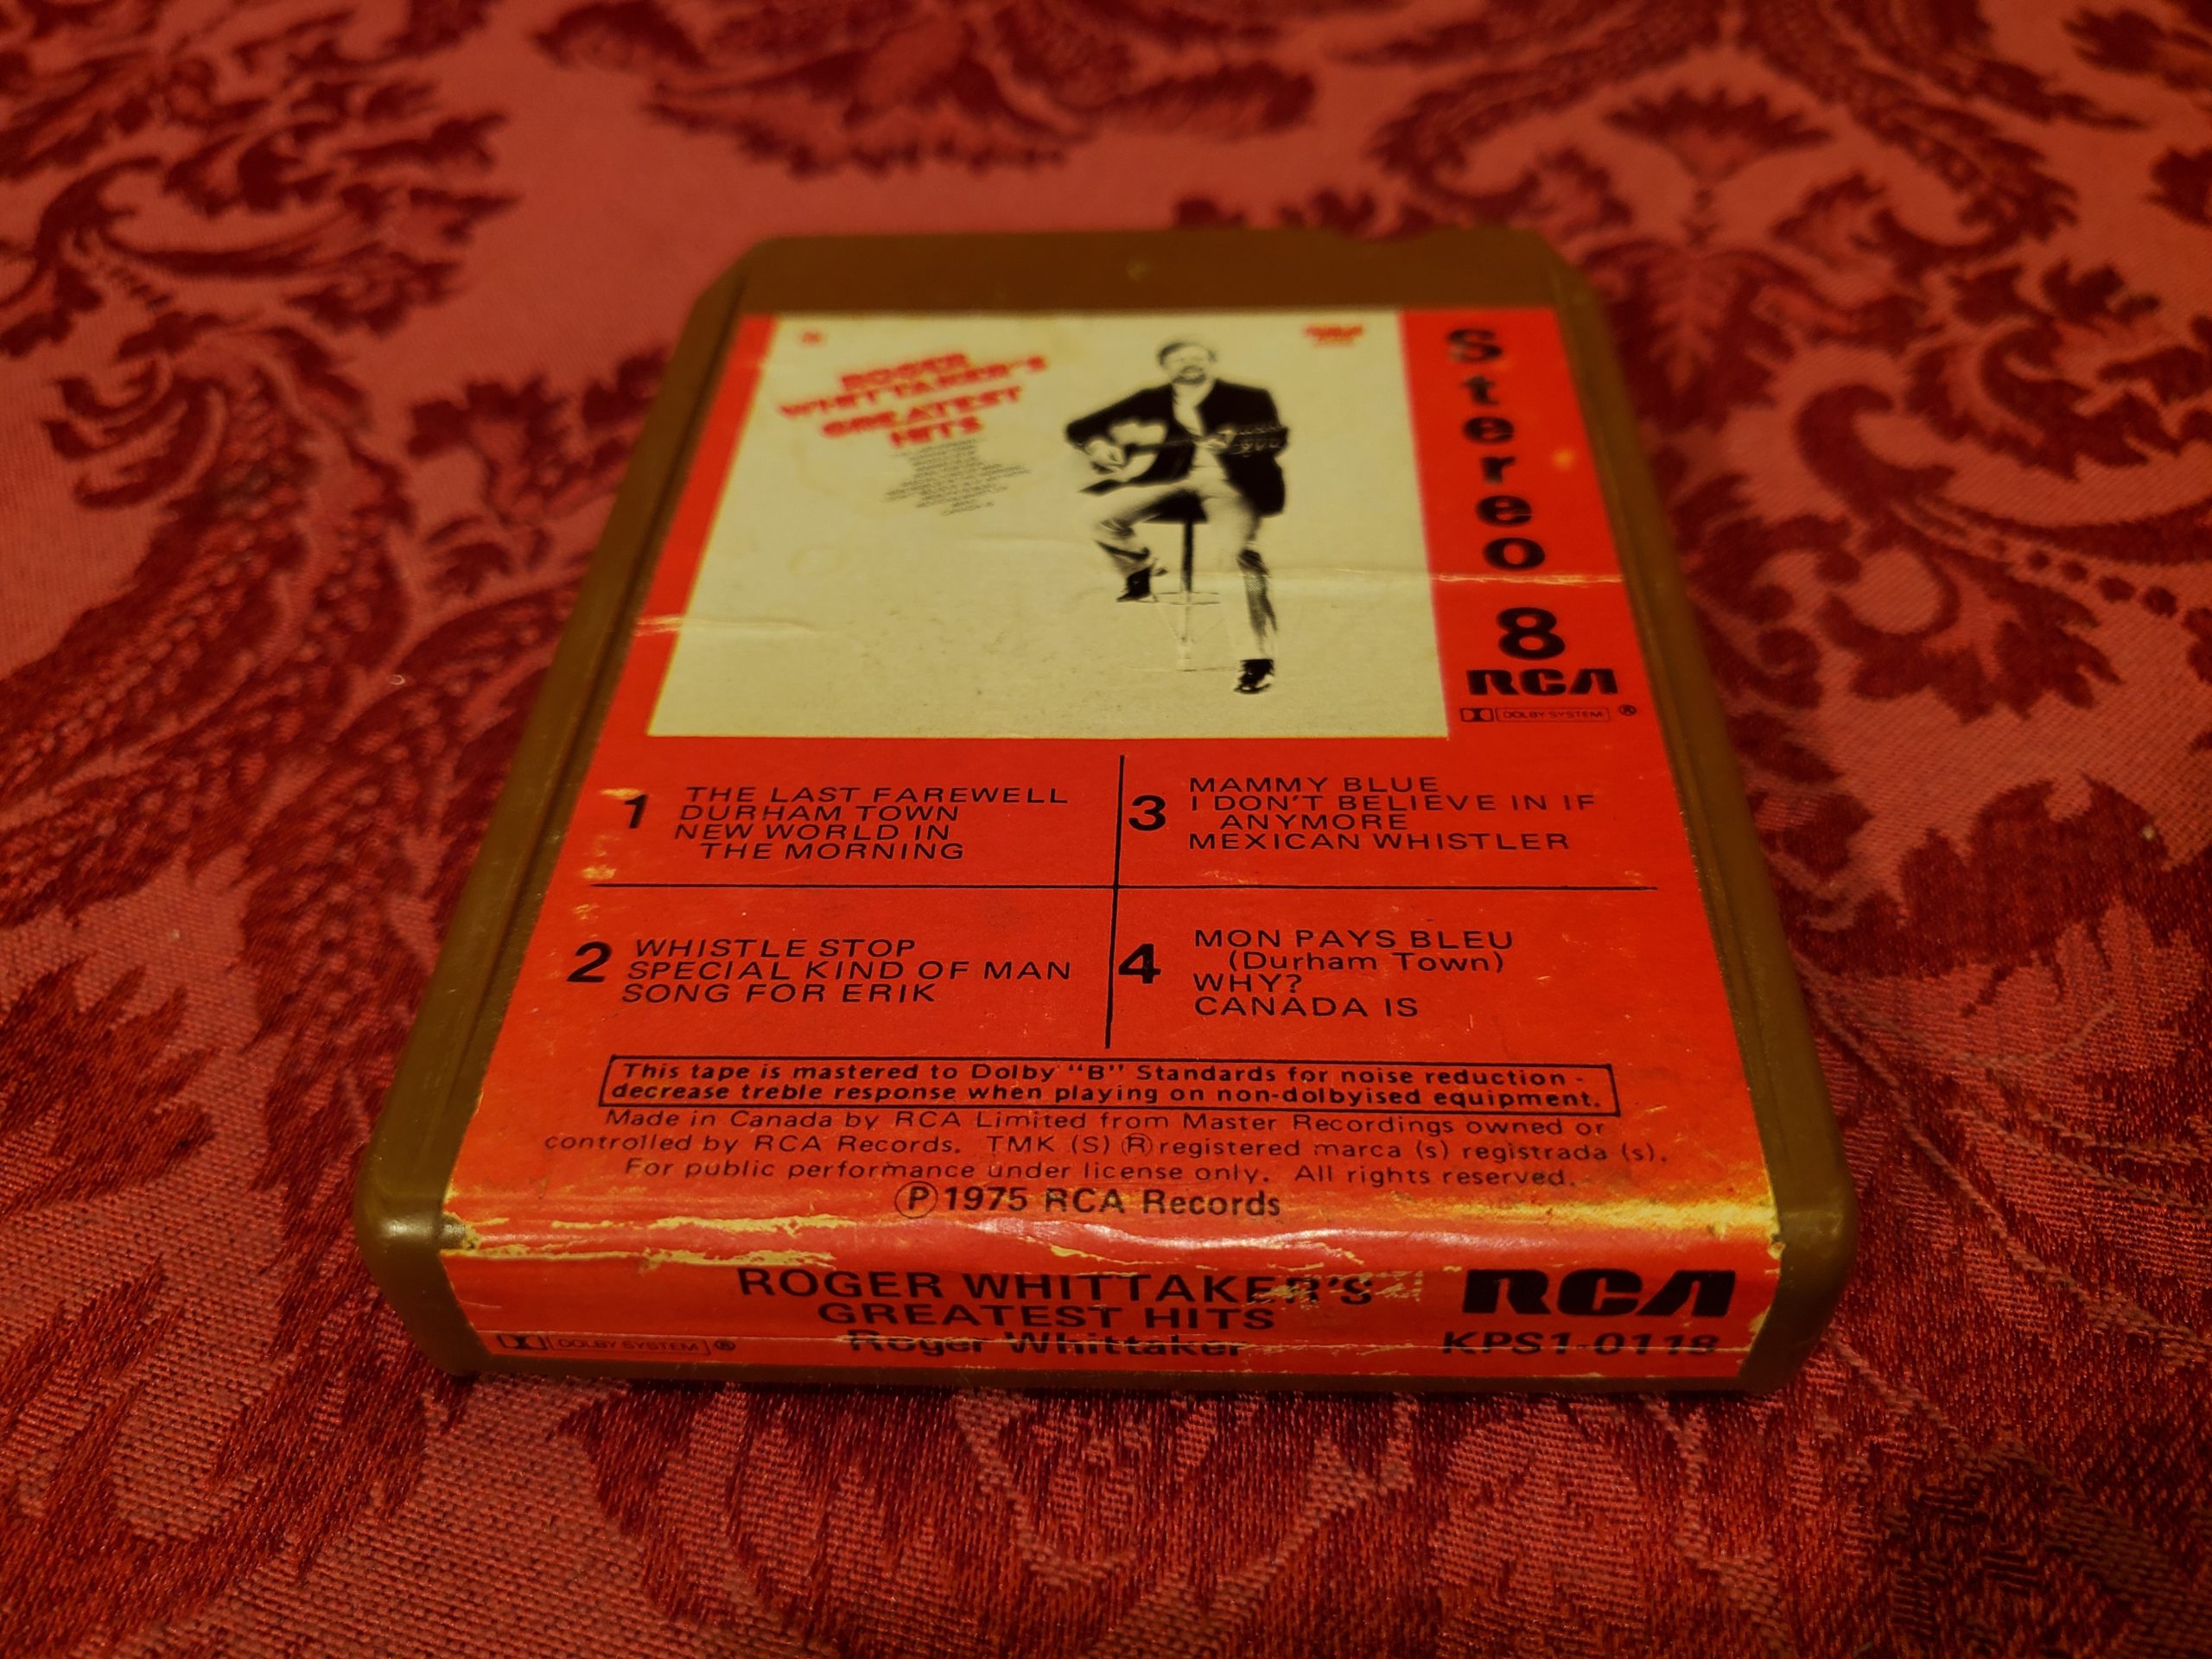 ROGER
WHITTAKER'S
GREATEST
HITS
Stereo
8
RCA
DOLBY SYSTEM ®
1 THE LAST FAREWELL
DURHAM TOWN
NEW WORLD IN
THE MORNING
3 MAMMY BLUE
I DON'T BELIEVE IN IF
ANYMORE
MEXICAN WHISTLER
2 WHISTLE STOP
SPECIAL KIND OF MAN
SONG FOR ERIK
4 MON PAYS BLEU
(Durham Town)
WHY?
CANADA IS
This tape is mastered to Dolby "B" Standards for noise reduction -
decrease treble response when playing on non-dolbyised equipment.
Made in Canada by RCA Limited from Master Recordings owned or
controlled by RCA Records. TMK (S) ® registered marca (s) registrada (s).
For public performance under license only. All rights reserved.
℗ 1975 RCA Records
ROGER WHITTAKER'S
GREATEST HITS
Roger Whittaker
DOLBY SYSTEM ®
RCA
KPS1-0118